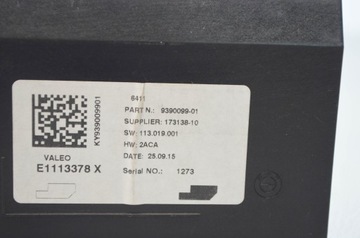 KY939009901
VALEO
E1113378 X
6411
PART N.: 9390099-01
SUPPLIER: 173138-10
SW: 113.019.001
HW: 2ACA
DATE: 25.09.15
Serial NO.: 1273